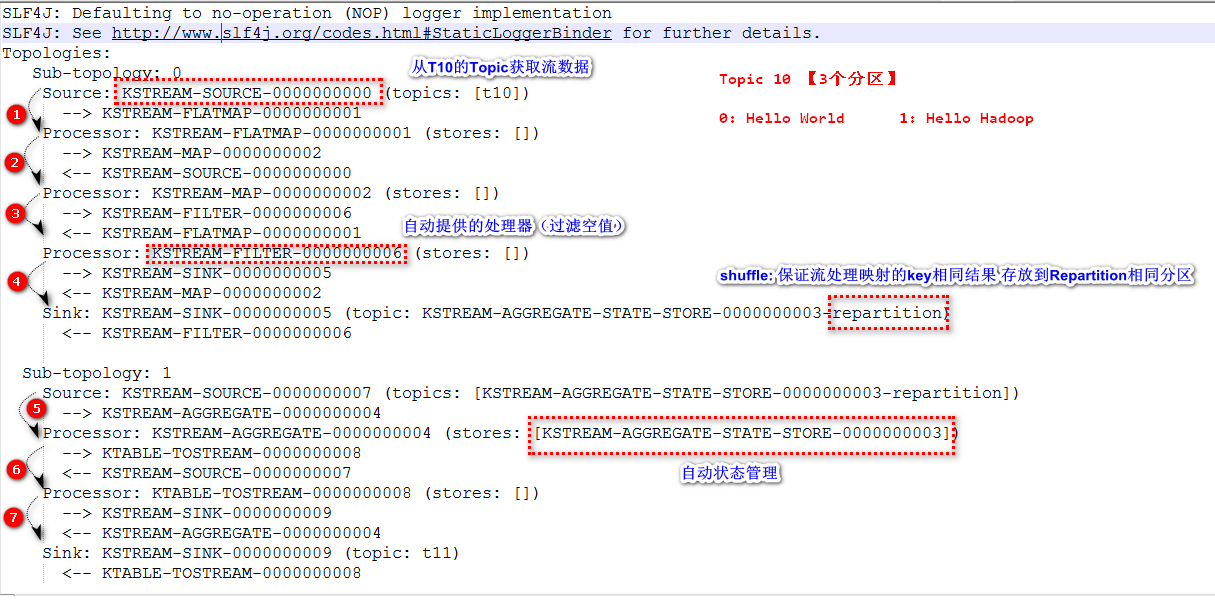 SLF4J: Defaulting to no-operation (NOP) logger implementation
SLF4J: See http://www.slf4j.org/codes.html#StaticLoggerBinder for further details.
Topologies:
Sub-topology: 0
从T10的Topic获取流数据
Topic 10 【3个分区】
Source: KSTREAM-SOURCE-0000000000 (topics: [t10])
1
--> KSTREAM-FLATMAP-0000000001
0: Hello World 1: Hello Hadoop
Processor: KSTREAM-FLATMAP-0000000001 (stores: [])
2
--> KSTREAM-MAP-0000000002
<-- KSTREAM-SOURCE-0000000000
Processor: KSTREAM-MAP-0000000002 (stores: [])
3
--> KSTREAM-FILTER-0000000006
自动提供的处理器（过滤空值）
<-- KSTREAM-FLATMAP-0000000001
Processor: KSTREAM-FILTER-0000000006 (stores: [])
4
--> KSTREAM-SINK-0000000005
shuffle: 保证流处理映射的key相同结果 存放到Repartition相同分区
<-- KSTREAM-MAP-0000000002
Sink: KSTREAM-SINK-0000000005 (topic: KSTREAM-AGGREGATE-STATE-STORE-0000000003-repartition)
<-- KSTREAM-FILTER-0000000006
Sub-topology: 1
Source: KSTREAM-SOURCE-0000000007 (topics: [KSTREAM-AGGREGATE-STATE-STORE-0000000003-repartition])
5
--> KSTREAM-AGGREGATE-0000000004
Processor: KSTREAM-AGGREGATE-0000000004 (stores: [KSTREAM-AGGREGATE-STATE-STORE-0000000003])
6
--> KTABLE-TOSTREAM-0000000008
自动状态管理
<-- KSTREAM-SOURCE-0000000007
Processor: KTABLE-TOSTREAM-0000000008 (stores: [])
7
--> KSTREAM-SINK-0000000009
<-- KSTREAM-AGGREGATE-0000000004
Sink: KSTREAM-SINK-0000000009 (topic: t11)
<-- KTABLE-TOSTREAM-0000000008